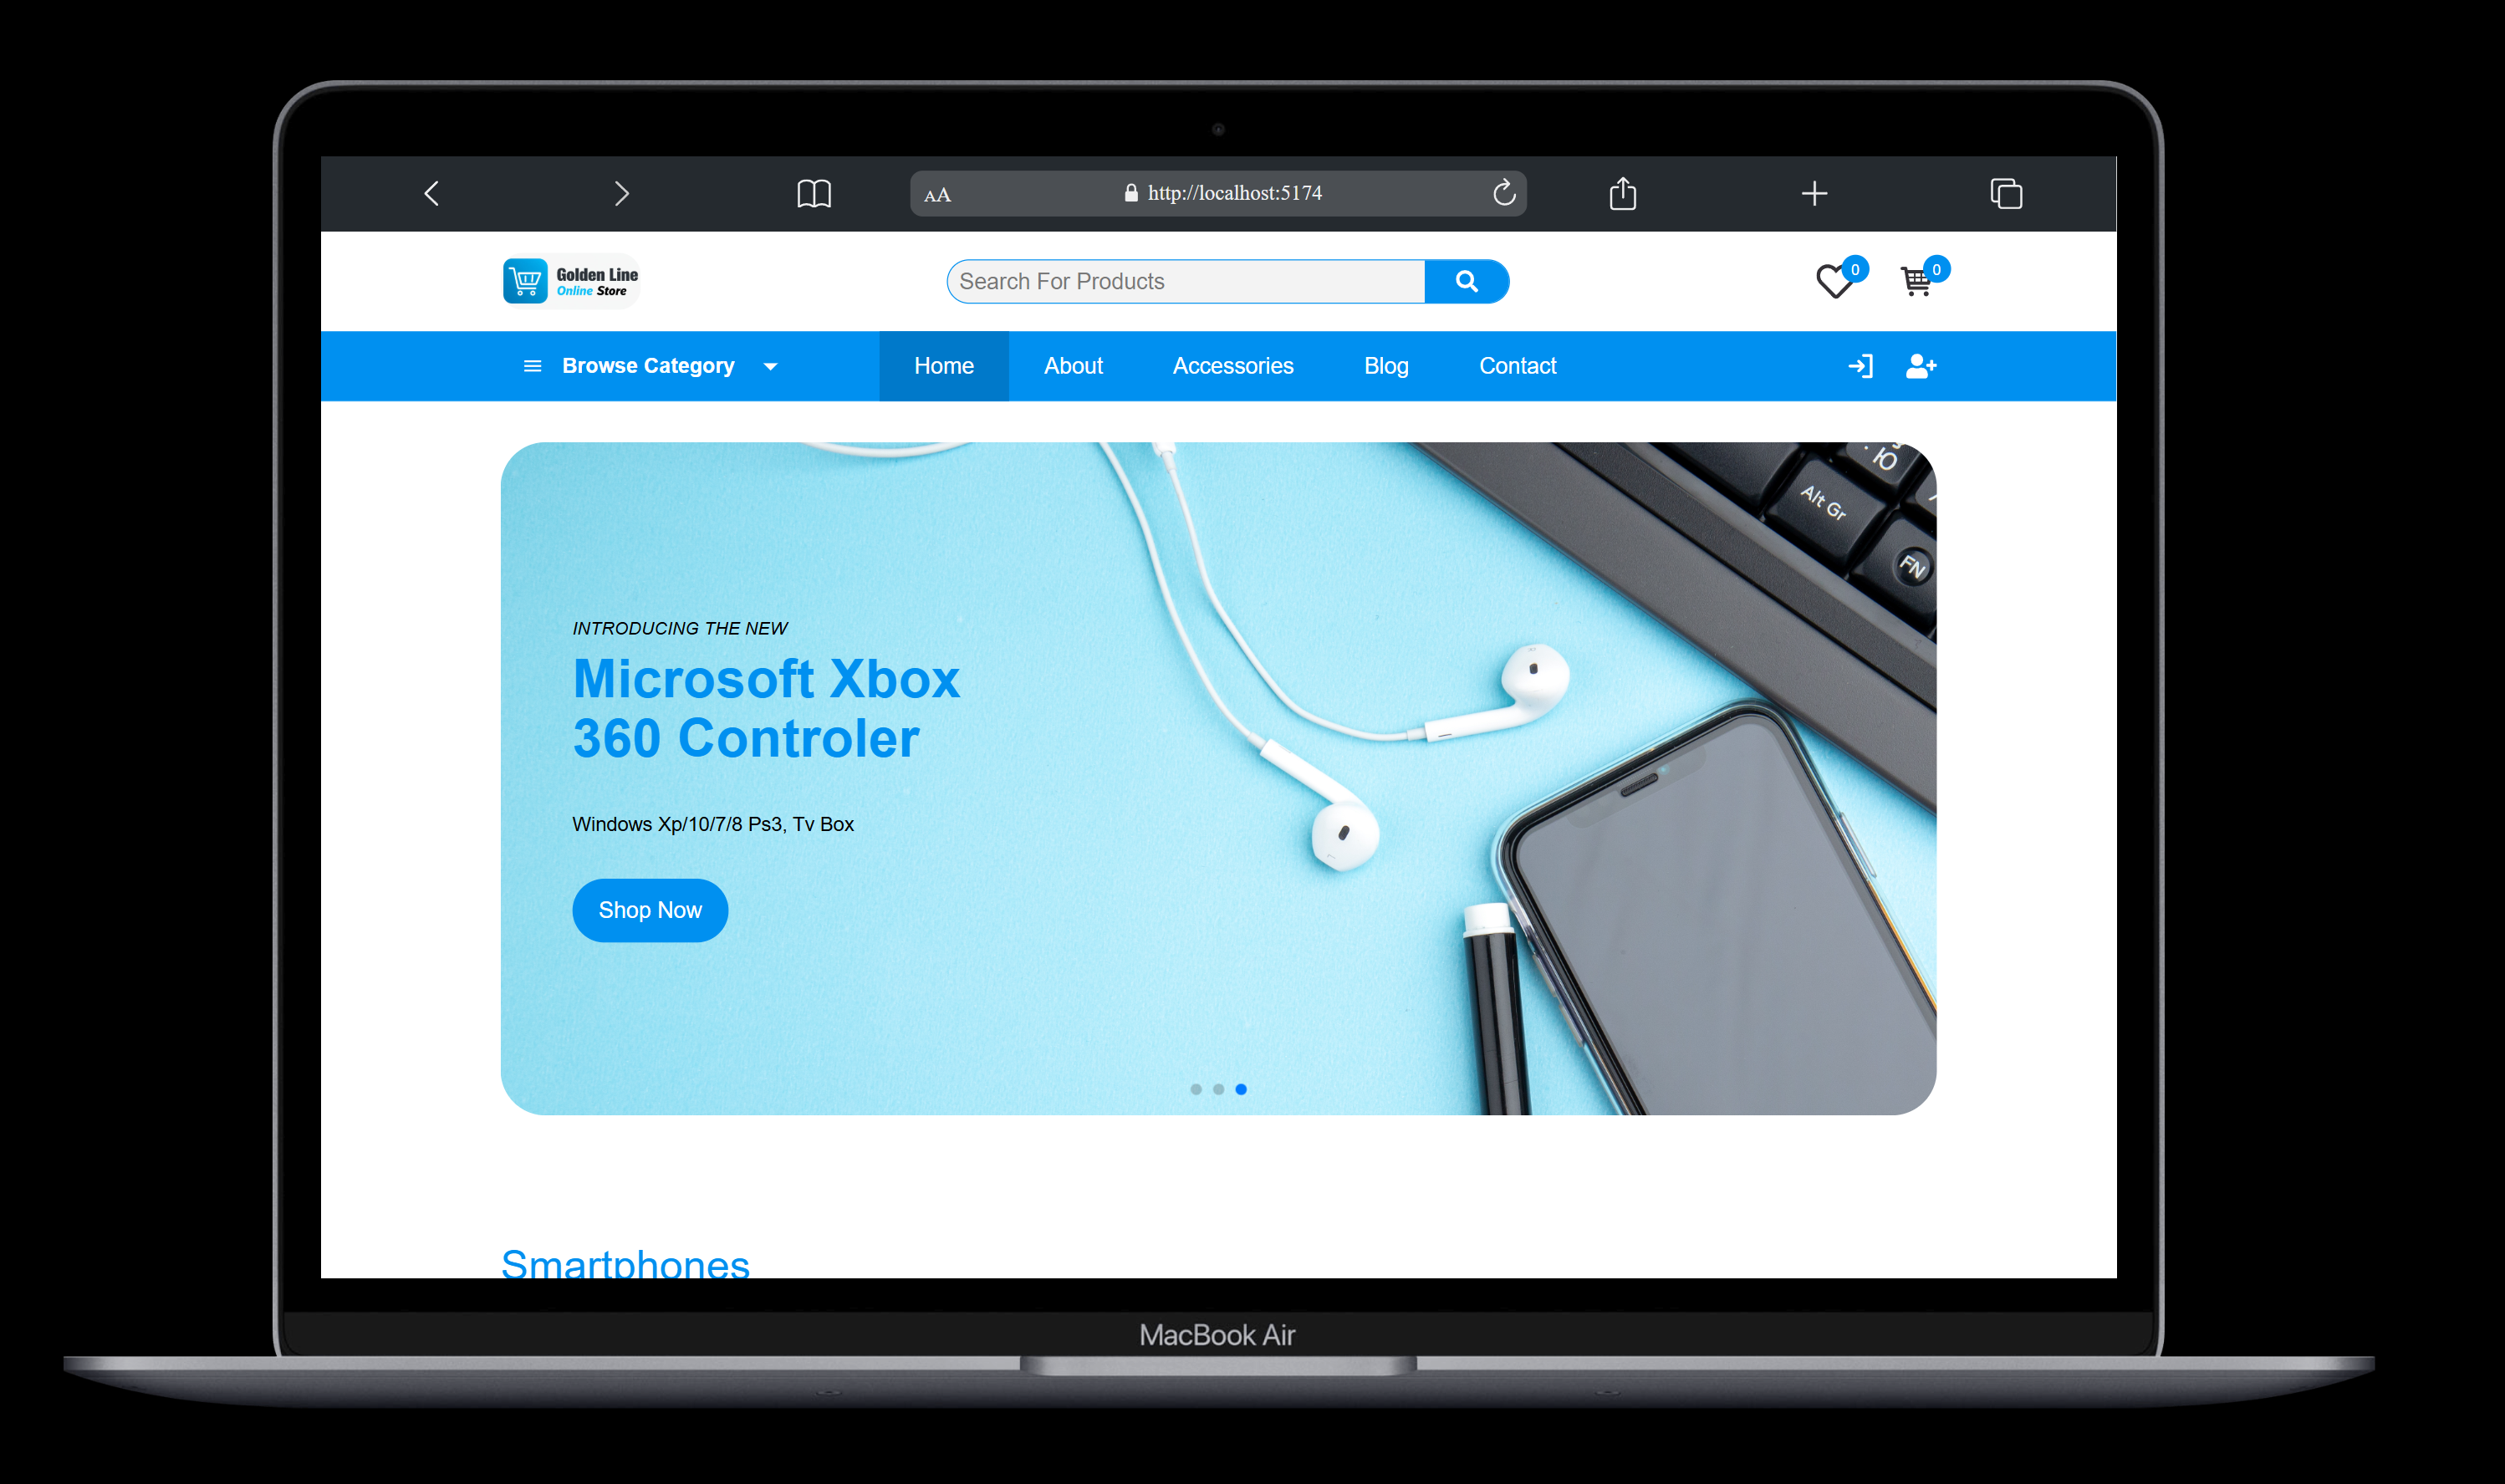 AA http://localhost:5174
Golden Line
Online Store
Search For Products
0
0
Browse Category
Home
About
Accessories
Blog
Contact
Ю
Alt Gr
FN
INTRODUCING THE NEW
Microsoft Xbox
360 Controler
Windows Xp/10/7/8 Ps3, Tv Box
Shop Now
Smartphones
MacBook Air